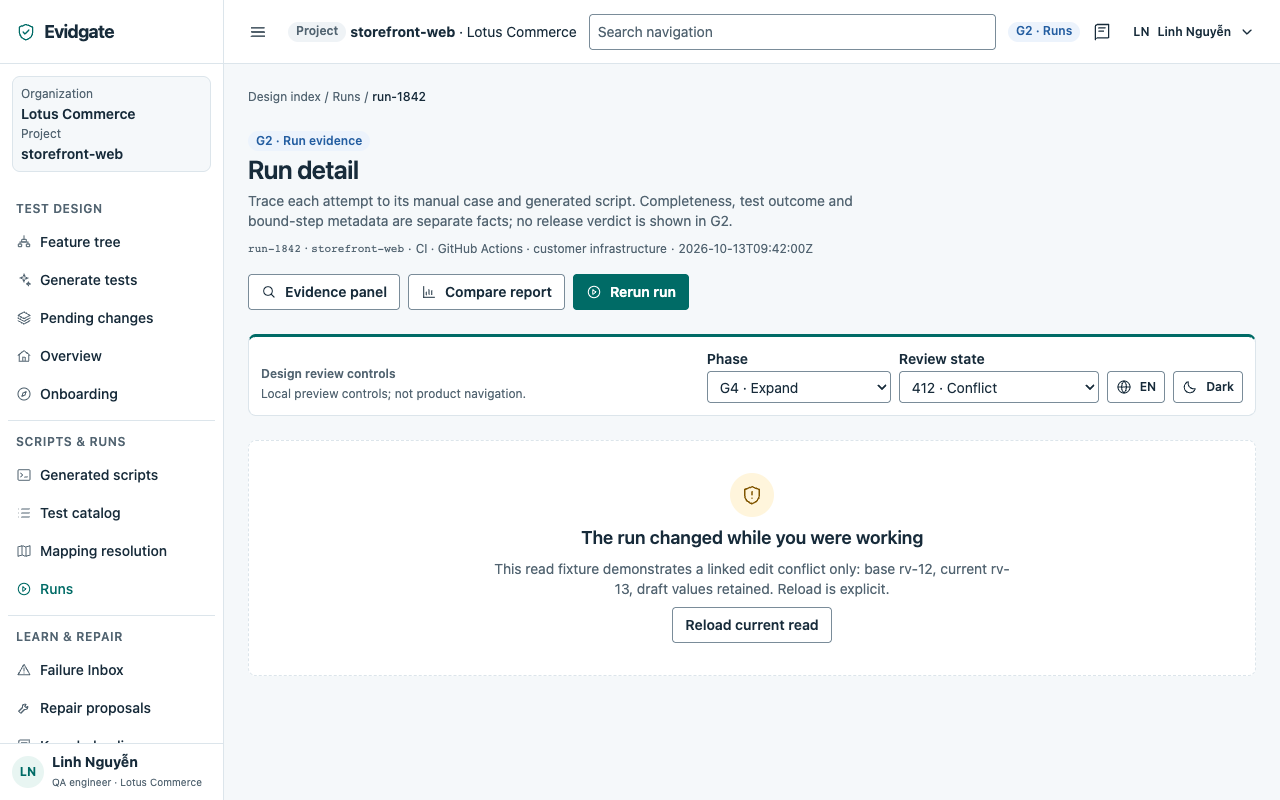 Evidgate
Project storefront-web · Lotus Commerce
Search navigation
G2 · Runs
LN Linh Nguyễn
Organization
Lotus Commerce
Project
storefront-web
TEST DESIGN
Feature tree
Generate tests
Pending changes
Overview
Onboarding
SCRIPTS & RUNS
Generated scripts
Test catalog
Mapping resolution
Runs
LEARN & REPAIR
Failure Inbox
Repair proposals
LN
Linh Nguyễn
QA engineer · Lotus Commerce
Design index / Runs / run-1842
G2 · Run evidence
Run detail
Trace each attempt to its manual case and generated script. Completeness, test outcome and
bound-step metadata are separate facts; no release verdict is shown in G2.
run-1842 · storefront-web · CI · GitHub Actions · customer infrastructure · 2026-10-13T09:42:00Z
Evidence panel
Compare report
Rerun run
Design review controls
Local preview controls; not product navigation.
Phase
G4 · Expand
Review state
412 · Conflict
EN
Dark
The run changed while you were working
This read fixture demonstrates a linked edit conflict only: base rv-12, current rv-
13, draft values retained. Reload is explicit.
Reload current read